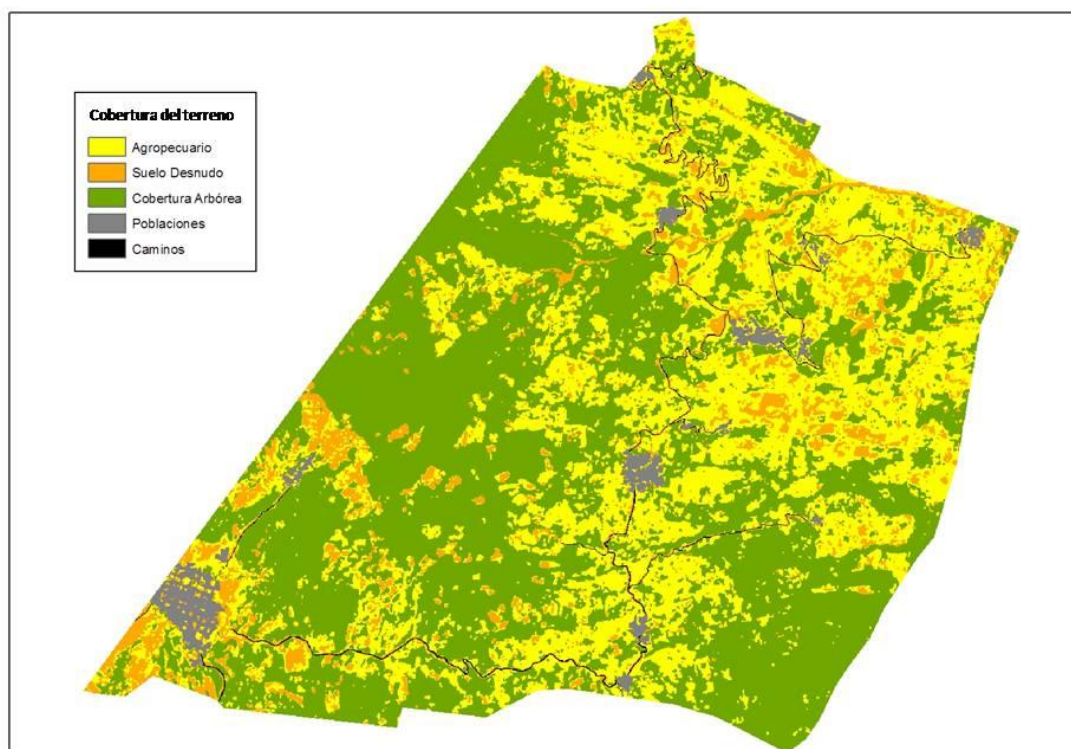 Cobertura del terreno
Agropecuario
Suelo Desnudo
Cobertura Arbórea
Poblaciones
Caminos